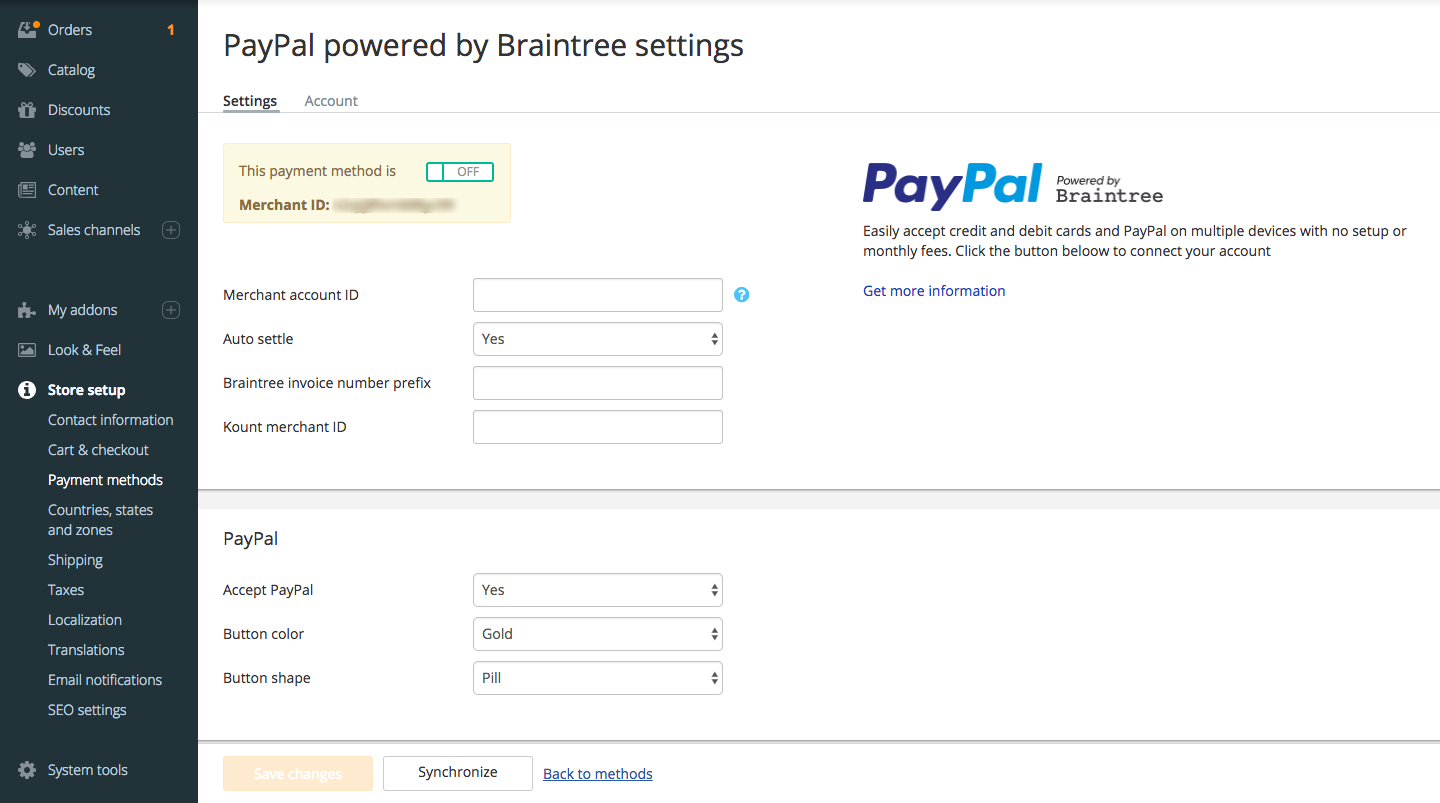 Orders 1
Catalog
Discounts
Users
Content
Sales channels
My addons
Look & Feel
Store setup
Contact information
Cart & checkout
Payment methods
Countries, states
and zones
Shipping
Taxes
Localization
Translations
Email notifications
SEO settings
System tools
PayPal powered by Braintree settings
Settings Account
This payment method is OFF
Merchant ID:
Merchant account ID
Auto settle Yes
Braintree invoice number prefix
Kount merchant ID
PayPal Powered by
Braintree
Easily accept credit and debit cards and PayPal on multiple devices with no setup or
monthly fees. Click the button beloow to connect your account
Get more information
PayPal
Accept PayPal Yes
Button color Gold
Button shape Pill
Save changes Synchronize Back to methods